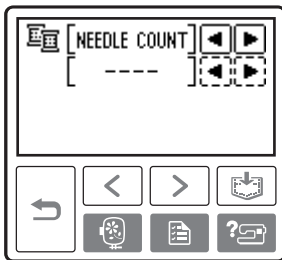 [NEEDLE COUNT]
[ ---- ]
?